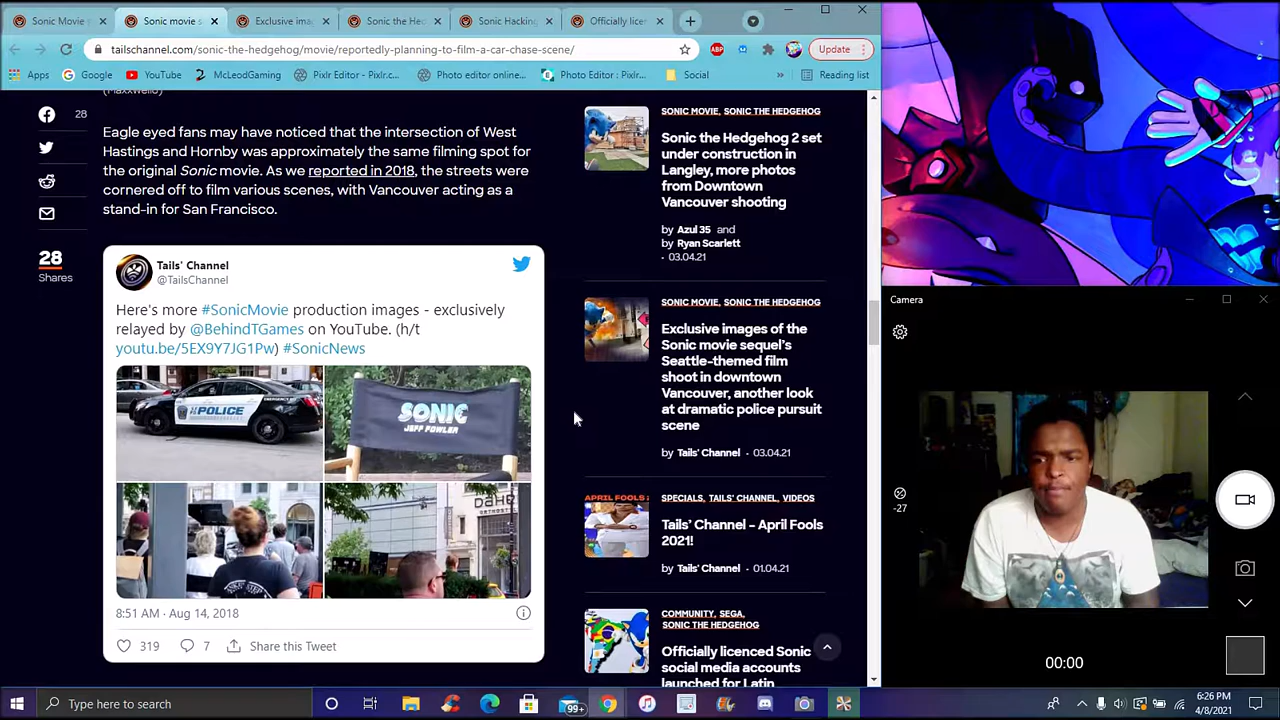 Sonic Movie
Sonic movie s
Exclusive ima
Sonic the Hed
Sonic Hacking
Officially licen
tailschannel.com/sonic-the-hedgehog/movie/reportedly-planning-to-film-a-car-chase-scene/
ABP
Update
Apps
Google
YouTube
McLeodGaming
Pixlr Editor - Pixlr.c...
Photo editor online...
Photo Editor : Pixlr...
Social
»
Reading list
(MaxxWelld)
28
Eagle eyed fans may have noticed that the intersection of West
Hastings and Hornby was approximately the same filming spot for
the original Sonic movie. As we reported in 2018, the streets were
cornered off to film various scenes, with Vancouver acting as a
stand-in for San Francisco.
28
Shares
Tails' Channel
@TailsChannel
Here's more #SonicMovie production images - exclusively
relayed by @BehindTGames on YouTube. (h/t
youtu.be/5EX9Y7JG1Pw) #SonicNews
POLICE
SONIC
JEFF FOWLER
8:51 AM · Aug 14, 2018
319
7
Share this Tweet
SONIC MOVIE, SONIC THE HEDGEHOG
Sonic the Hedgehog 2 set
under construction in
Langley, more photos
from Downtown
Vancouver shooting
by Azul 35 and
by Ryan Scarlett
· 03.04.21
SONIC MOVIE, SONIC THE HEDGEHOG
Exclusive images of the
Sonic movie sequel's
Seattle-themed film
shoot in downtown
Vancouver, another look
at dramatic police pursuit
scene
by Tails' Channel · 03.04.21
APRIL FOOLS
SPECIALS, TAILS' CHANNEL, VIDEOS
Tails' Channel – April Fools
2021!
by Tails' Channel · 01.04.21
COMMUNITY, SEGA,
SONIC THE HEDGEHOG
Officially licenced Sonic
social media accounts
launched for Latin
Camera
-27
00:00
Type here to search
99+
6:26 PM
4/8/2021